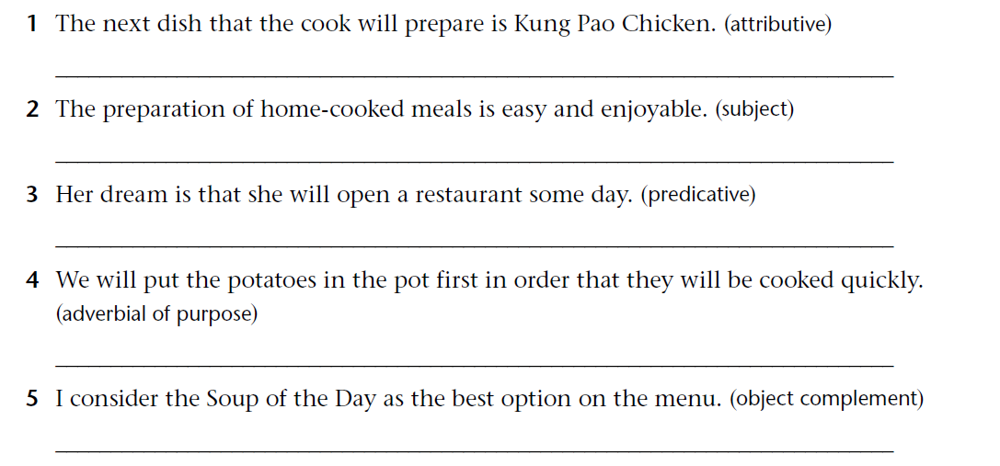 1 The next dish that the cook will prepare is Kung Pao Chicken. (attributive)
2 The preparation of home-cooked meals is easy and enjoyable. (subject)
3 Her dream is that she will open a restaurant some day. (predicative)
4 We will put the potatoes in the pot first in order that they will be cooked quickly.
(adverbial of purpose)
5 I consider the Soup of the Day as the best option on the menu. (object complement)